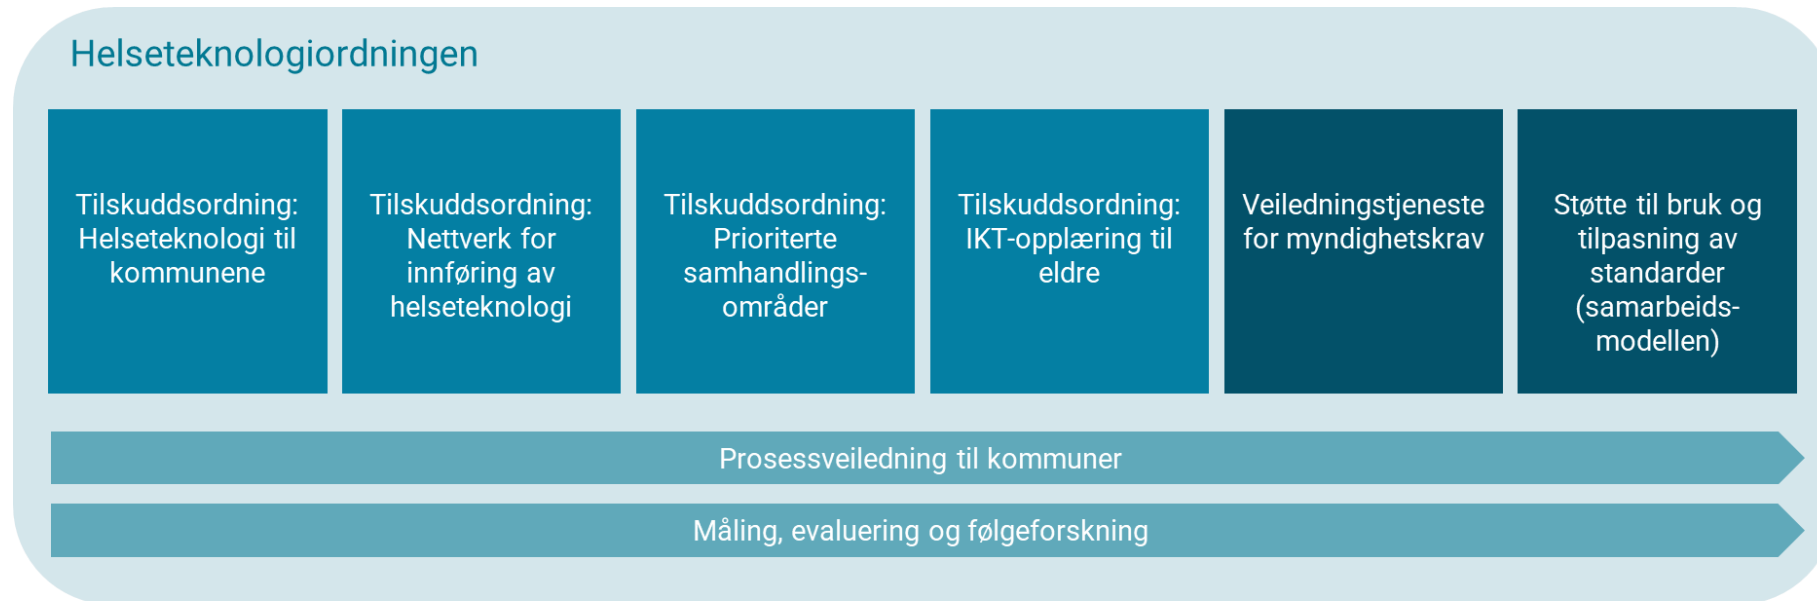 Helseteknologiordningen
Tilskuddsordning:
Helseteknologi til
kommunene
Tilskuddsordning:
Nettverk for
innføring av
helseteknologi
Tilskuddsordning:
Prioriterte
samhandlings-
områder
Tilskuddsordning:
IKT-opplæring til
eldre
Veiledningstjeneste
for myndighetskrav
Støtte til bruk og
tilpasning av
standarder
(samarbeids-
modellen)
Prosessveiledning til kommuner
Måling, evaluering og følgeforskning